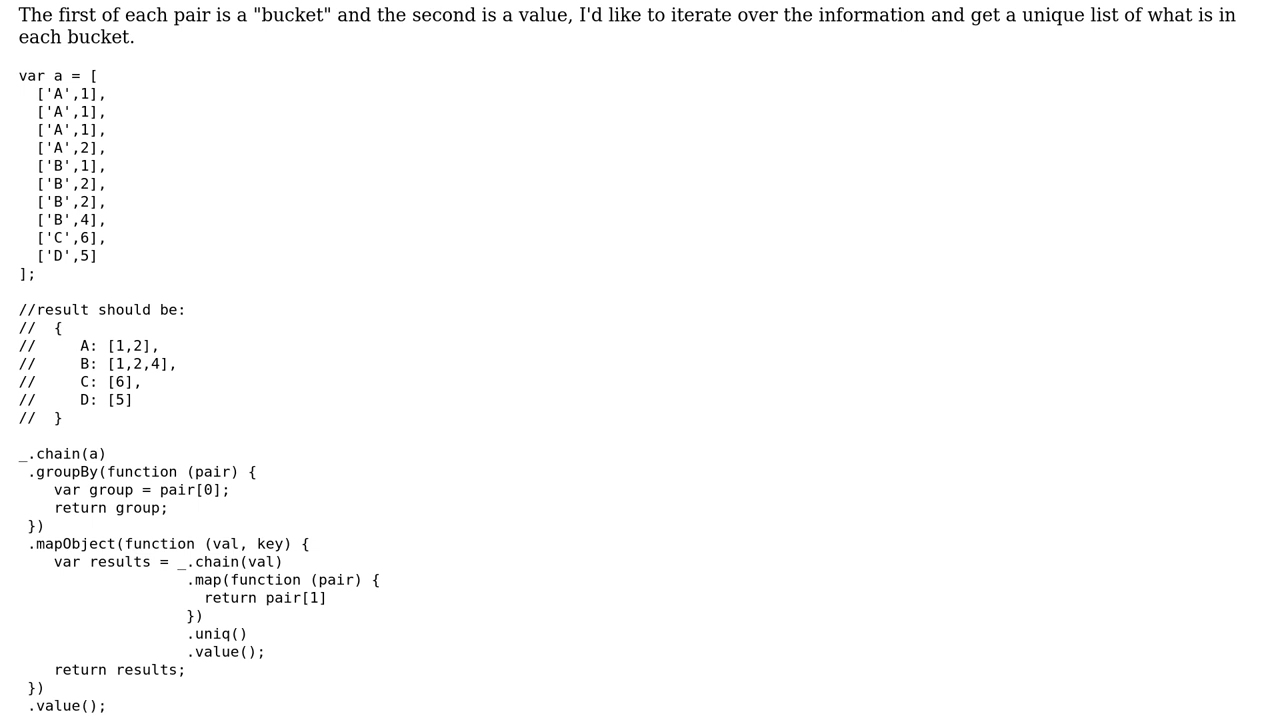 The first of each pair is a "bucket" and the second is a value, I'd like to iterate over the information and get a unique list of what is in
each bucket.
var a = [
  ['A',1],
  ['A',1],
  ['A',1],
  ['A',2],
  ['B',1],
  ['B',2],
  ['B',2],
  ['B',4],
  ['C',6],
  ['D',5]
];
//result should be:
//  {
//     A: [1,2],
//     B: [1,2,4],
//     C: [6],
//     D: [5]
//  }
_.chain(a)
 .groupBy(function (pair) {
    var group = pair[0];
    return group;
 })
 .mapObject(function (val, key) {
    var results = _.chain(val)
                   .map(function (pair) {
                     return pair[1]
                   })
                   .uniq()
                   .value();
    return results;
 })
 .value();